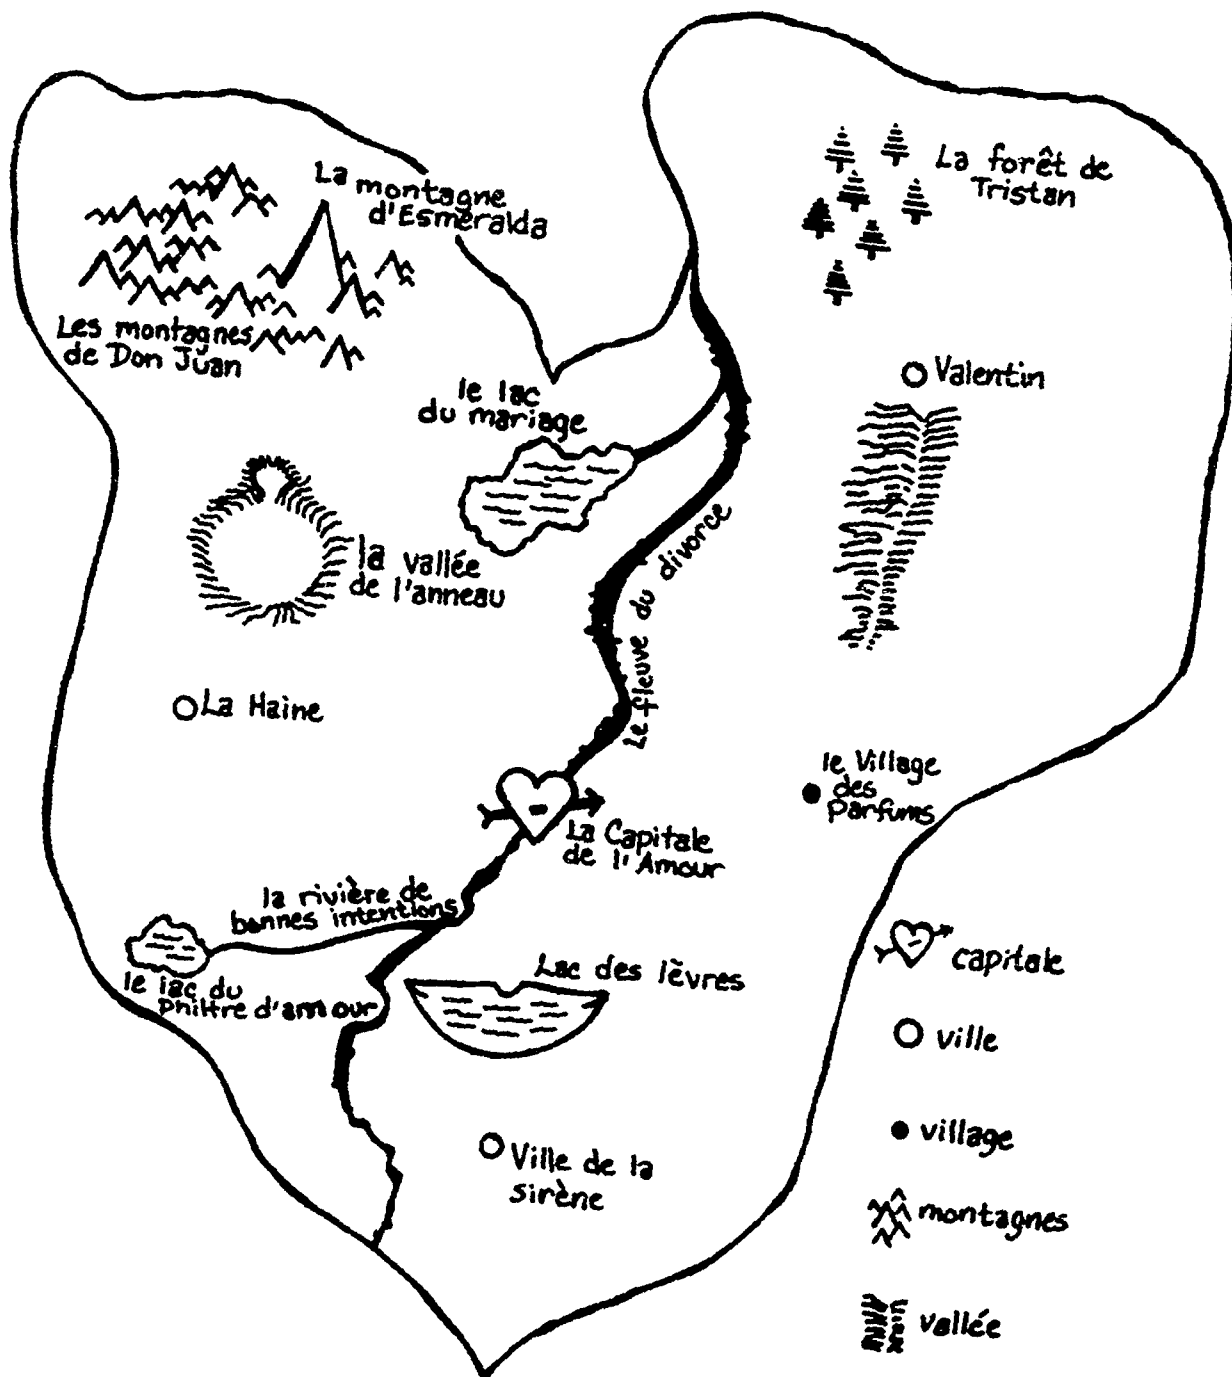 La montagne
d'Esmeralda
La forêt de
Tristan
Les montagnes
de Don Juan
Valentin
le lac
du mariage
la vallée
de l'anneau
Le fleuve du divorce
La Haine
le Village
des
Parfums
La Capitale
de l'Amour
la rivière de
bonnes intentions
le lac du
Philtre d'amour
Lac des lèvres
Ville de la
sirène
capitale
ville
village
montagnes
vallée